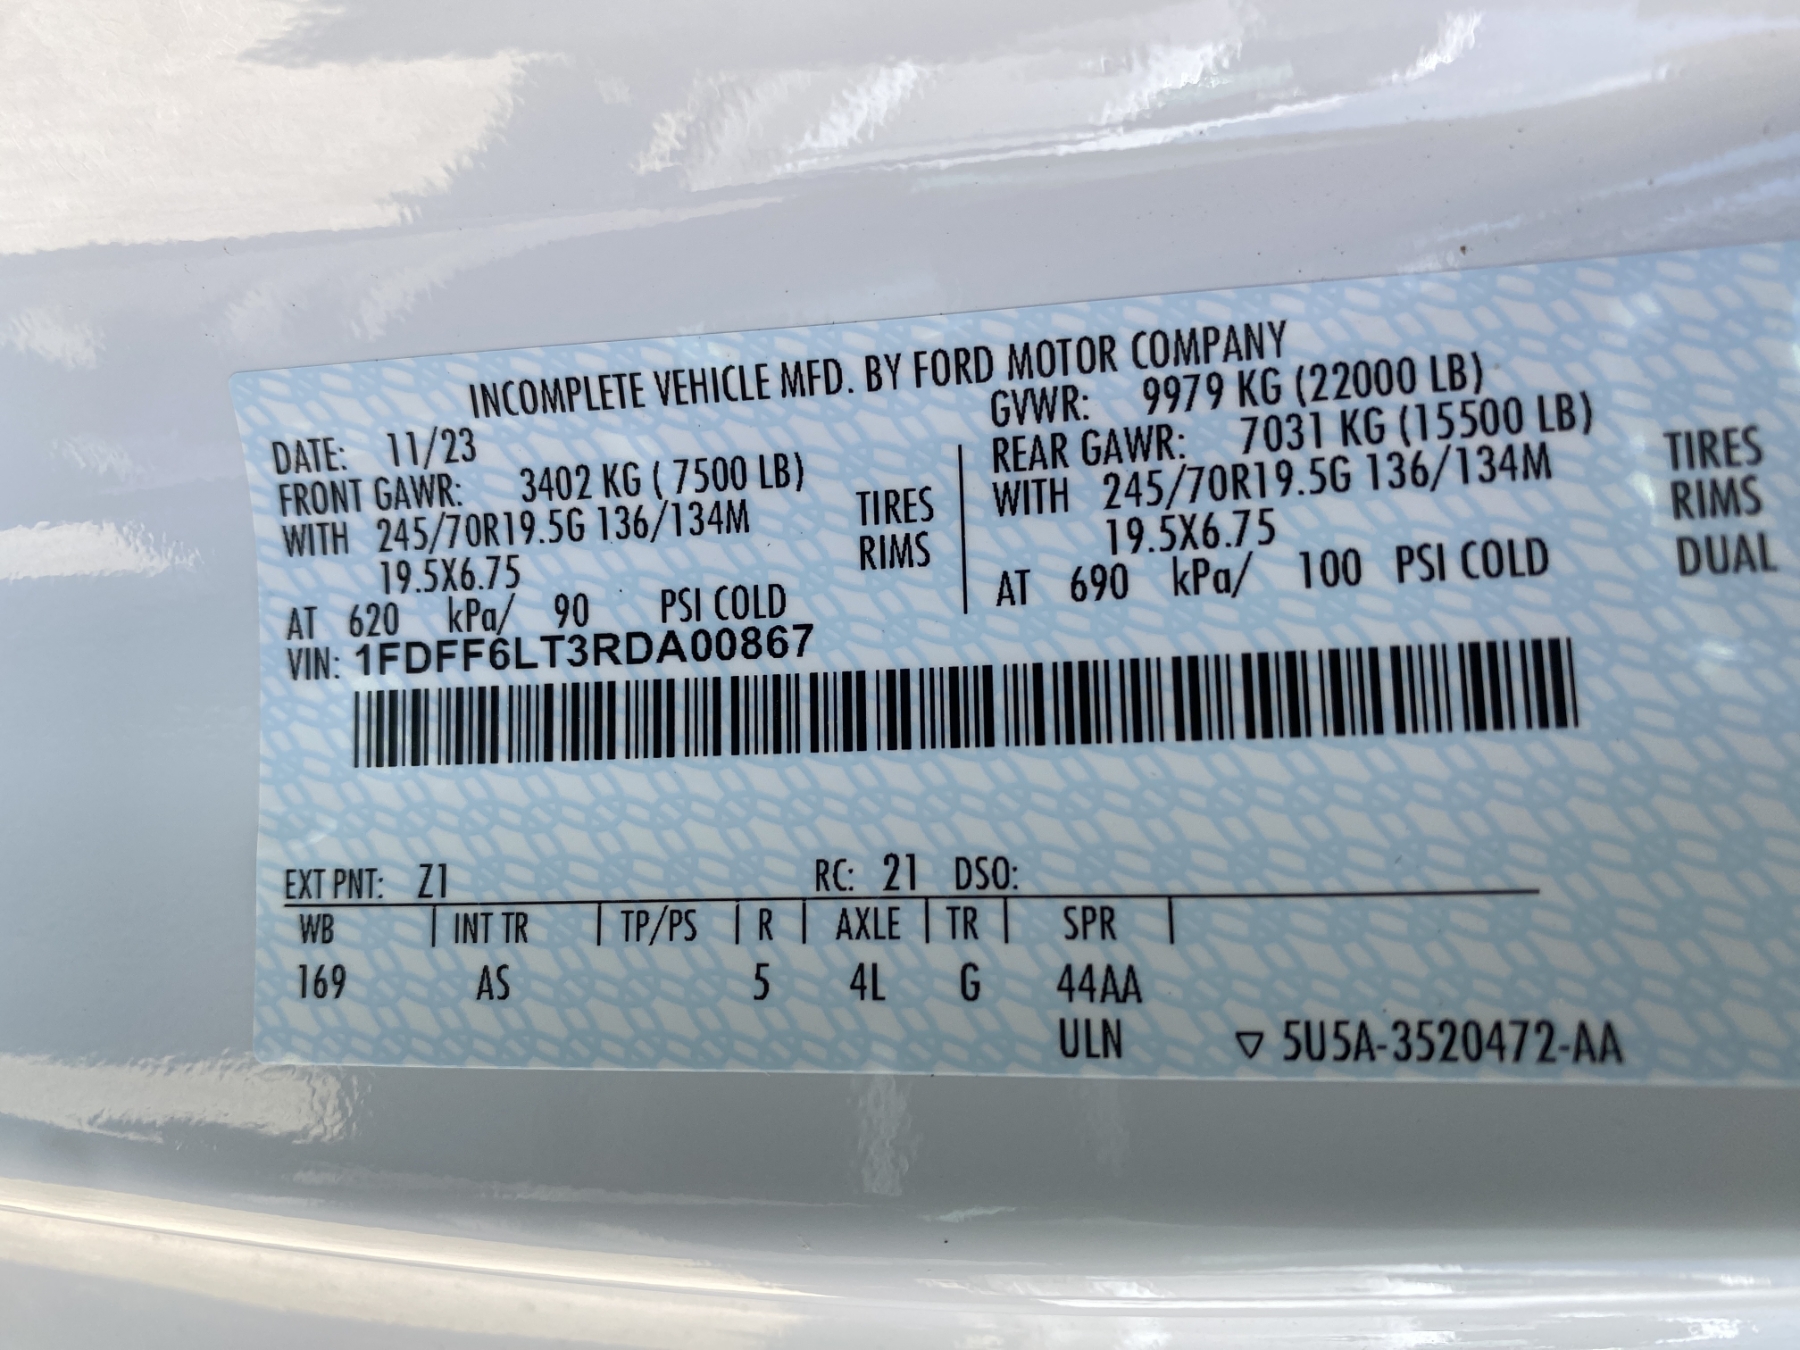 INCOMPLETE VEHICLE MFD. BY FORD MOTOR COMPANY
DATE: 11/23 GVWR: 9979 KG (22000 LB)
FRONT GAWR: 3402 KG ( 7500 LB) REAR GAWR: 7031 KG (15500 LB)
WITH 245/70R19.5G 136/134M TIRES WITH 245/70R19.5G 136/134M TIRES
19.5X6.75 RIMS 19.5X6.75 RIMS
AT 620 kPa/ 90 PSI COLD AT 690 kPa/ 100 PSI COLD DUAL
VIN: 1FDFF6LT3RDA00867
EXT PNT: Z1 RC: 21 DSO:
WB | INT TR | TP/PS | R | AXLE | TR | SPR |
169 AS 5 4L G 44AA
ULN ▽ 5U5A-3520472-AA